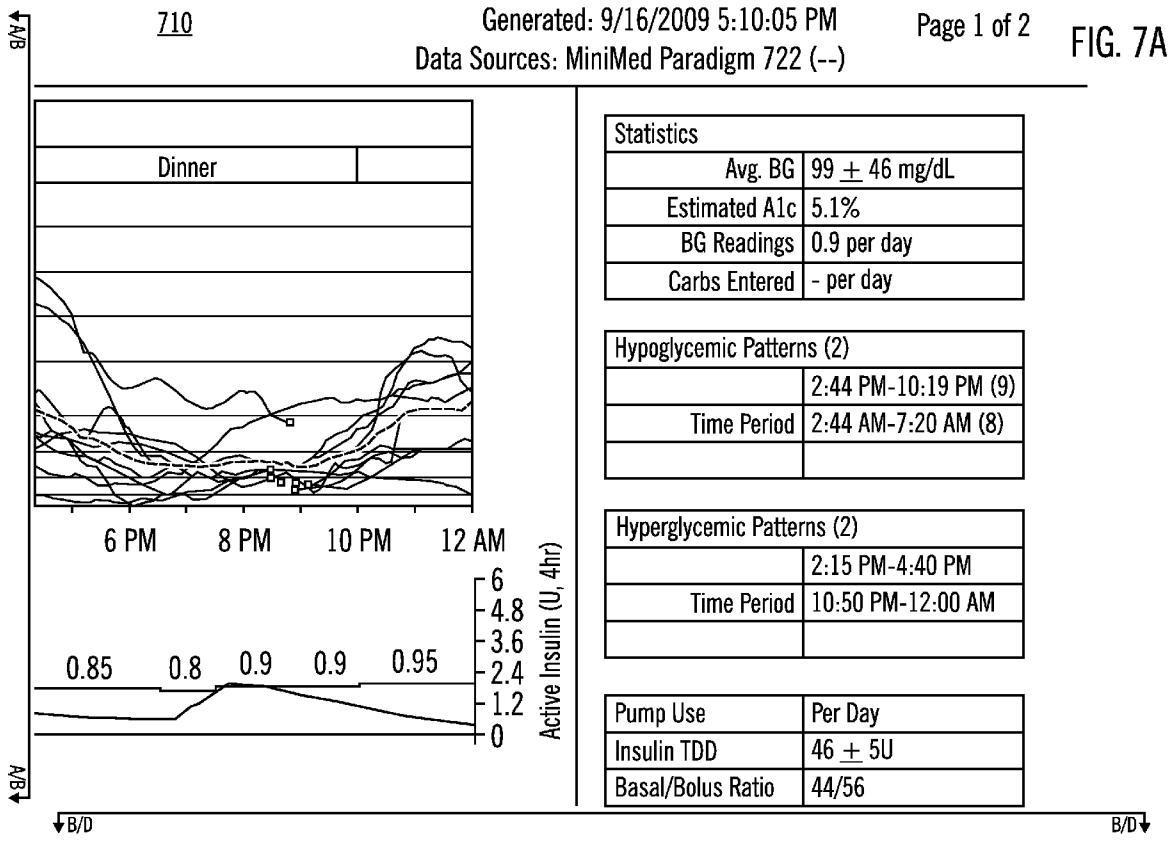 A/B
710
Generated: 9/16/2009 5:10:05 PM
Page 1 of 2
FIG. 7A
Data Sources: MiniMed Paradigm 722 (--)
Dinner
6 PM 8 PM 10 PM 12 AM
0.85 0.8 0.9 0.9 0.95
6
4.8
3.6
2.4
1.2
0
Active Insulin (U, 4hr)
Statistics
Avg. BG 99 ± 46 mg/dL
Estimated A1c 5.1%
BG Readings 0.9 per day
Carbs Entered - per day
Hypoglycemic Patterns (2)
2:44 PM-10:19 PM (9)
Time Period 2:44 AM-7:20 AM (8)
Hyperglycemic Patterns (2)
2:15 PM-4:40 PM
Time Period 10:50 PM-12:00 AM
Pump Use Per Day
Insulin TDD 46 ± 5U
Basal/Bolus Ratio 44/56
A/B
B/D
B/D